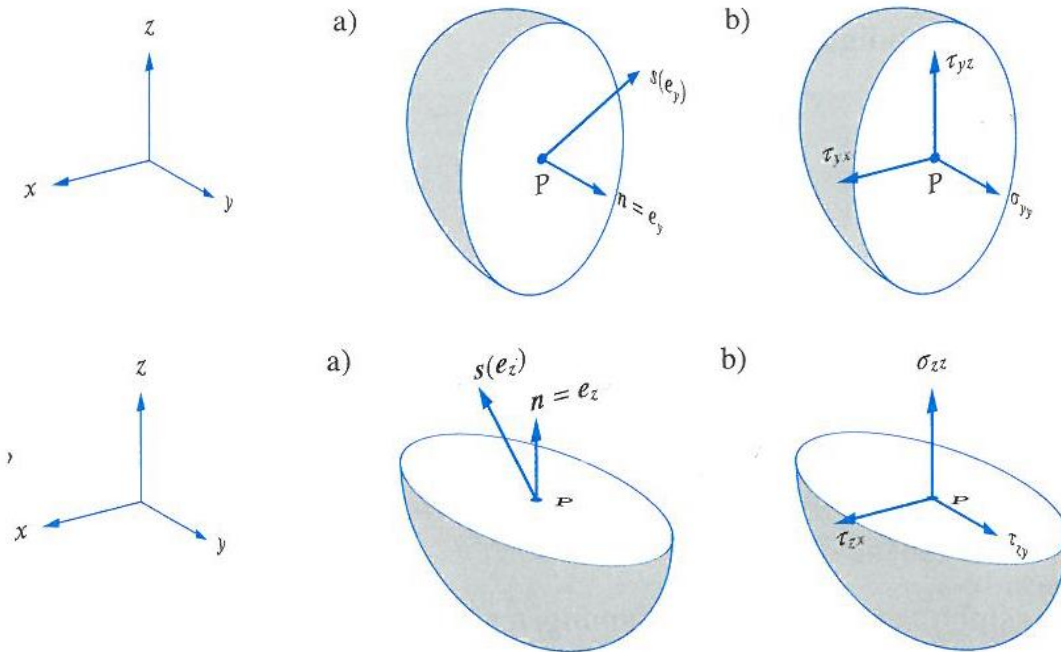 z
x
y
a)
s(e_y)
P
n = e_y
b)
τ_yz
τ_yx
P
σ_yy
z
x
y
a)
s(e_z)
n = e_z
P
b)
σ_zz
P
τ_zx
τ_zy